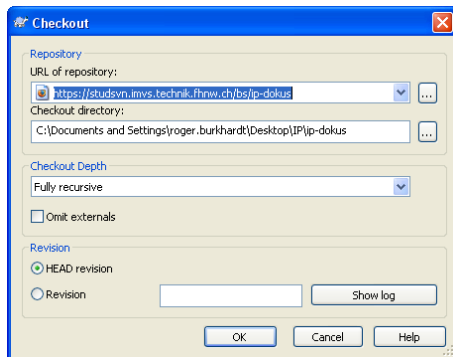 Checkout
Repository
URL of repository:
https://studsvn.imvs.technik.fhnw.ch/bs/ip-dokus
...
Checkout directory:
C:\Documents and Settings\roger.burkhardt\Desktop\IP\ip-dokus
...
Checkout Depth
Fully recursive
Omit externals
Revision
HEAD revision
Revision
Show log
OK Cancel Help